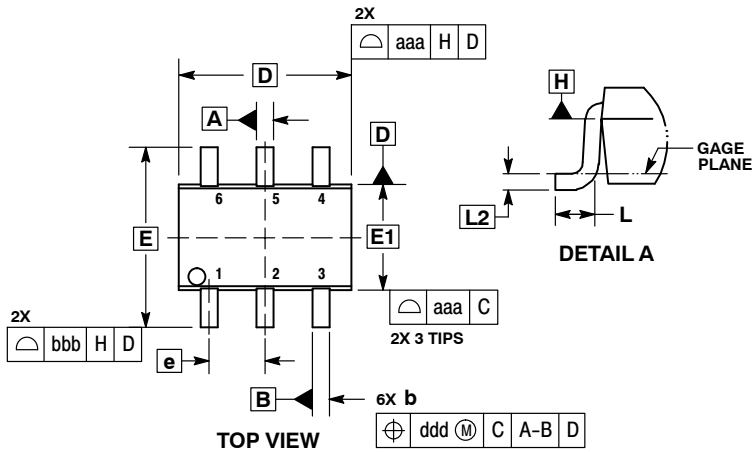 2X
⌓ aaa H D
D
A
D
H
GAGE
PLANE
6 5 4
L2
L
E
E1
DETAIL A
1 2 3
⌓ aaa C
2X 3 TIPS
2X
⌓ bbb H D
e
B
6X b
⌖ ddd Ⓜ C A-B D
TOP VIEW